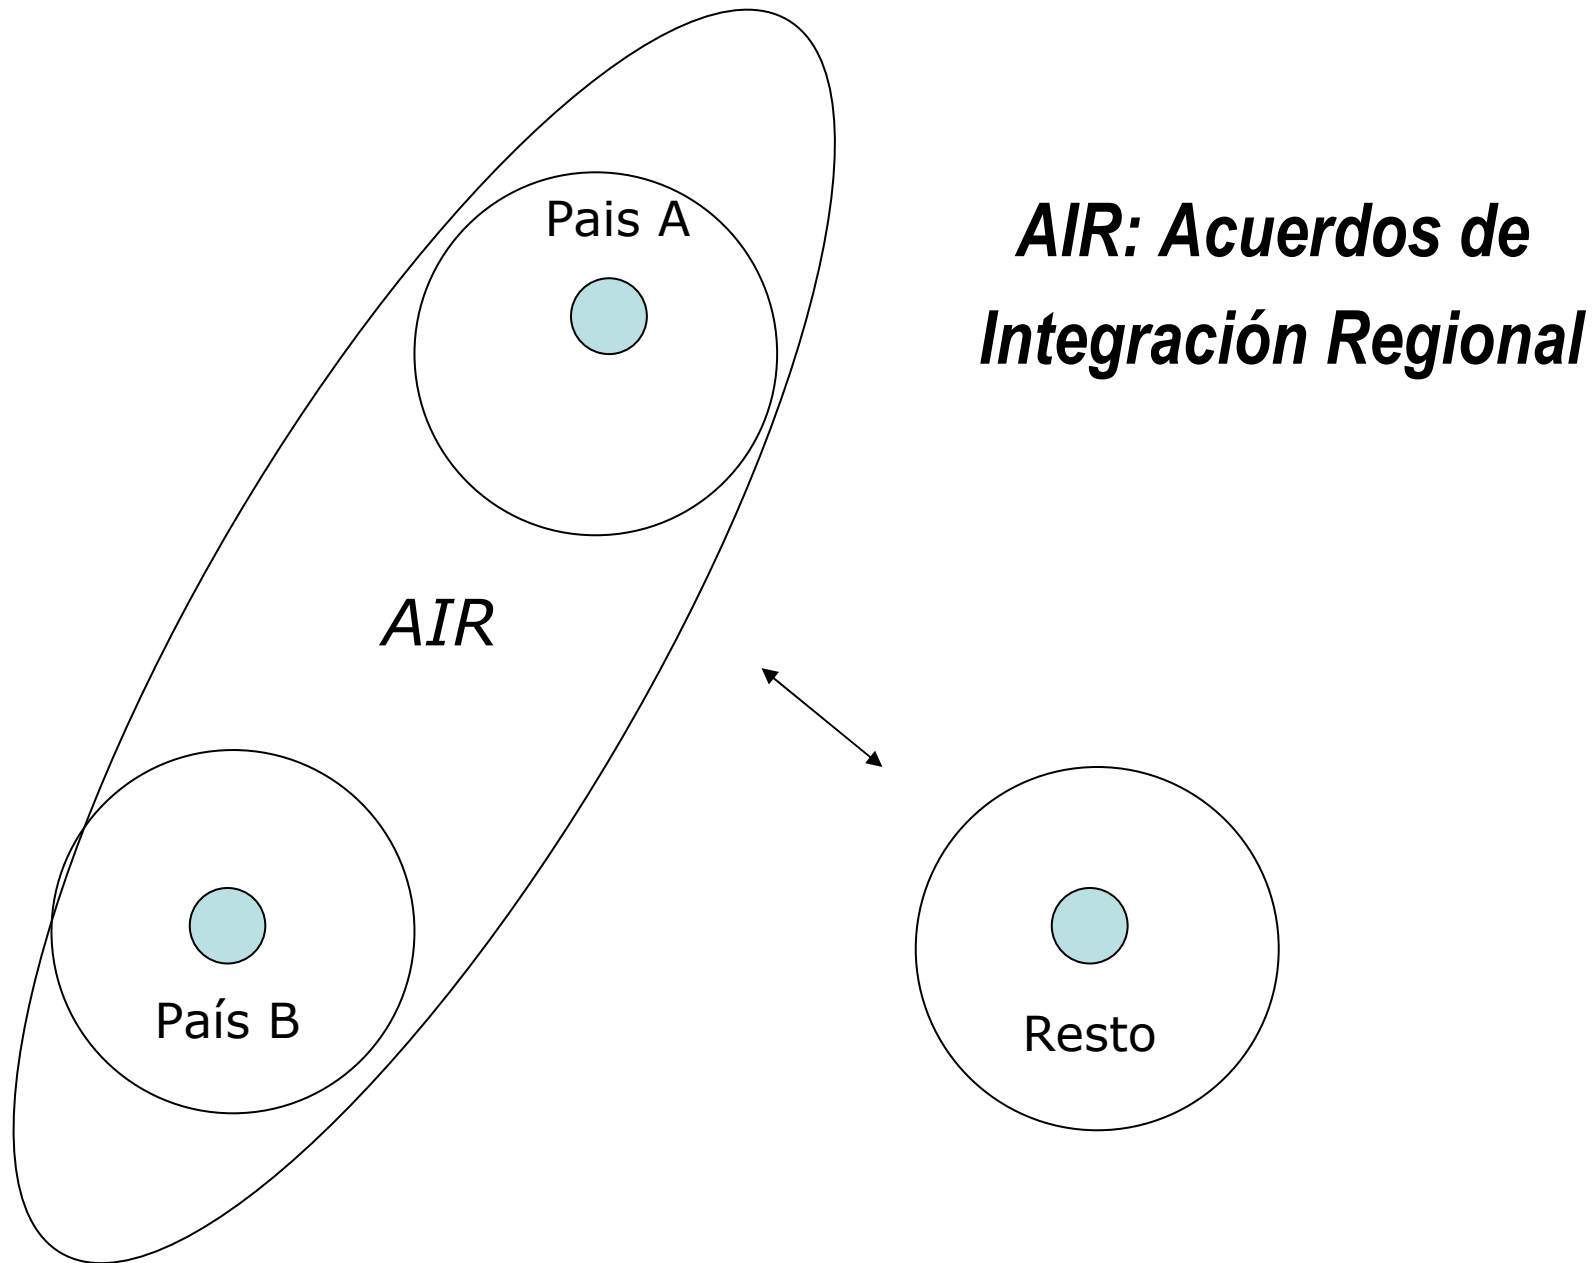 Pais A
AIR: Acuerdos de
Integración Regional
AIR
País B
Resto